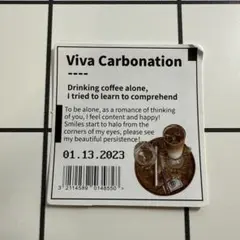 Viva Carbonation
----
Drinking coffee alone,
I tried to learn to comprehend
To be alone, as a romance of thinking
of you, I feel content and happy!
Smiles start to halo from the
corners of my eyes, please see
my beautiful persistence!
01.13.2023